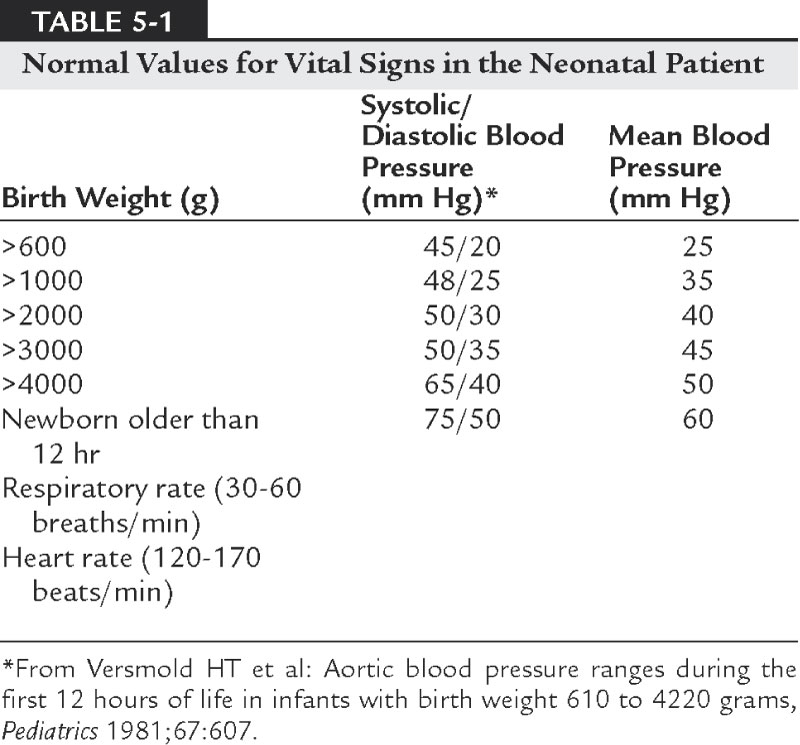 TABLE 5-1
Normal Values for Vital Signs in the Neonatal Patient
Birth Weight (g) Systolic/ Diastolic Blood Pressure (mm Hg)* Mean Blood Pressure (mm Hg)
>600 45/20 25
>1000 48/25 35
>2000 50/30 40
>3000 50/35 45
>4000 65/40 50
Newborn older than 75/50 60
12 hr
Respiratory rate (30-60
breaths/min)
Heart rate (120-170
beats/min)
*From Versmold HT et al: Aortic blood pressure ranges during the
first 12 hours of life in infants with birth weight 610 to 4220 grams,
Pediatrics 1981;67:607.